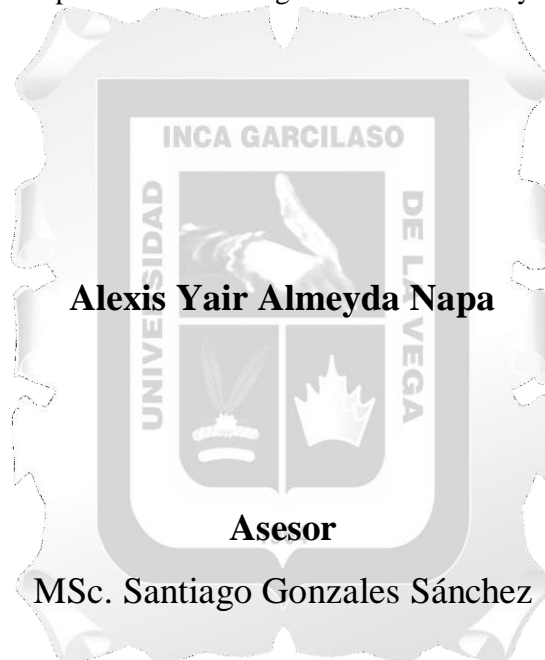 INCA GARCILASO
UNIVERSIDAD
DE LA VEGA
Alexis Yair Almeyda Napa
Asesor
MSc. Santiago Gonzales Sánchez